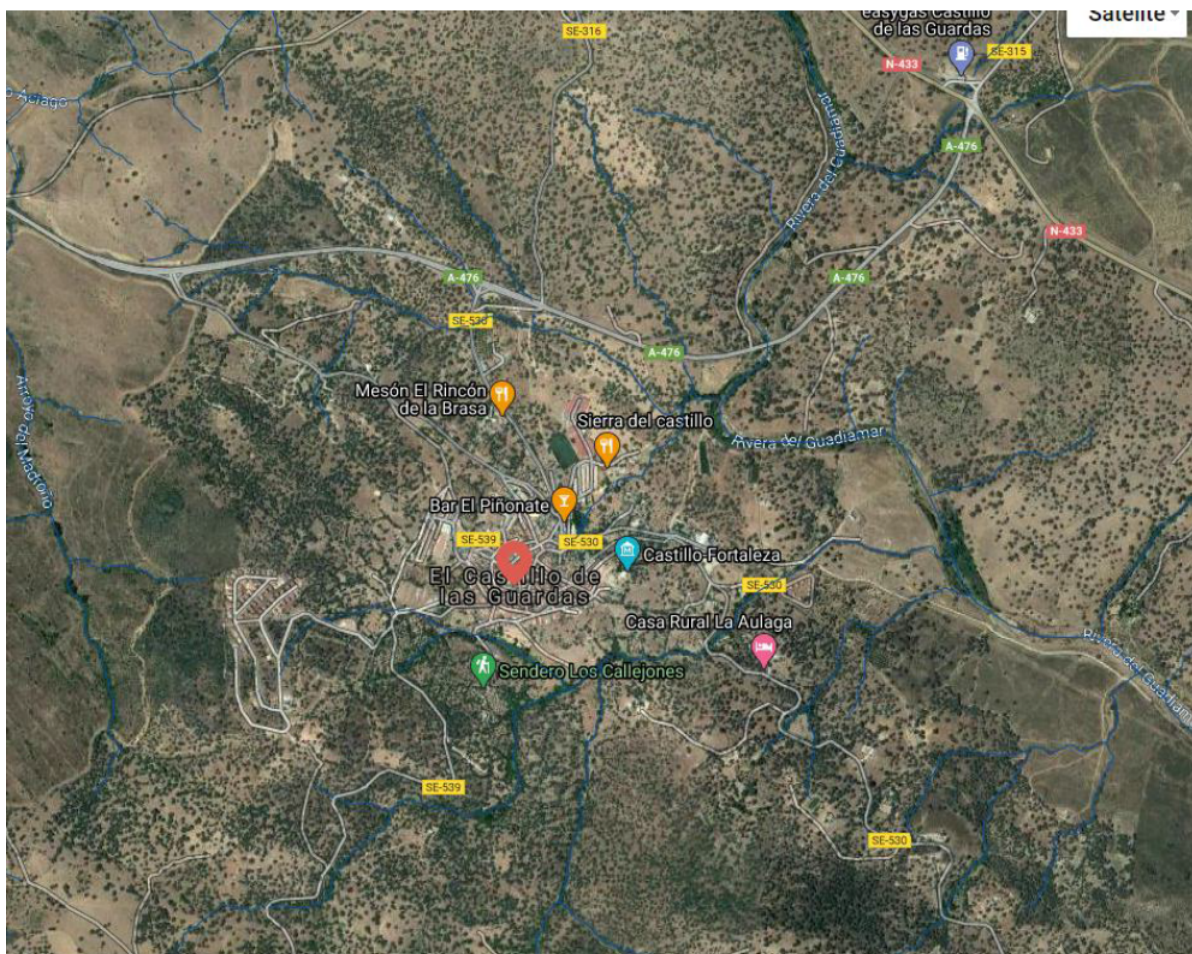 Satélite
easygas Castillo
de las Guardas
SE-316
SE-315
N-433
A-476
Rivera del Guadiamar
N-433
A-476
A-476
SE-530
A-476
Mesón El Rincón
de la Brasa
Sierra del castillo
Arroyo del Madroño
Rivera del Guadiamar
Bar El Piñonate
SE-539
SE-530
Castillo-Fortaleza
El Castillo de
las Guardas
SE-530
Casa Rural La Aulaga
Rivera del Guadiam
Sendero Los Callejones
SE-539
SE-530